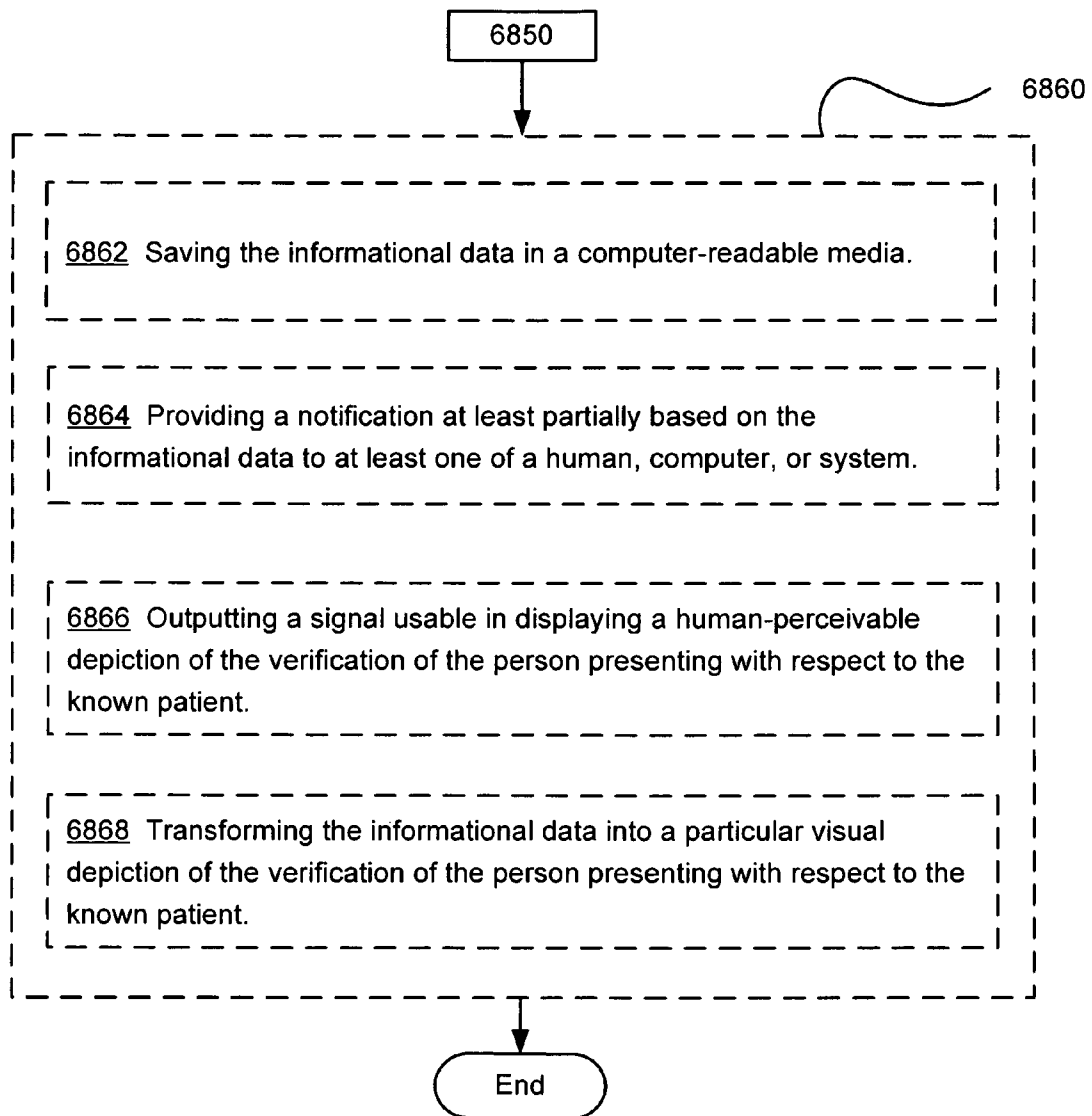 6850
6860
6862 Saving the informational data in a computer-readable media.
6864 Providing a notification at least partially based on the
informational data to at least one of a human, computer, or system.
6866 Outputting a signal usable in displaying a human-perceivable
depiction of the verification of the person presenting with respect to the
known patient.
6868 Transforming the informational data into a particular visual
depiction of the verification of the person presenting with respect to the
known patient.
End